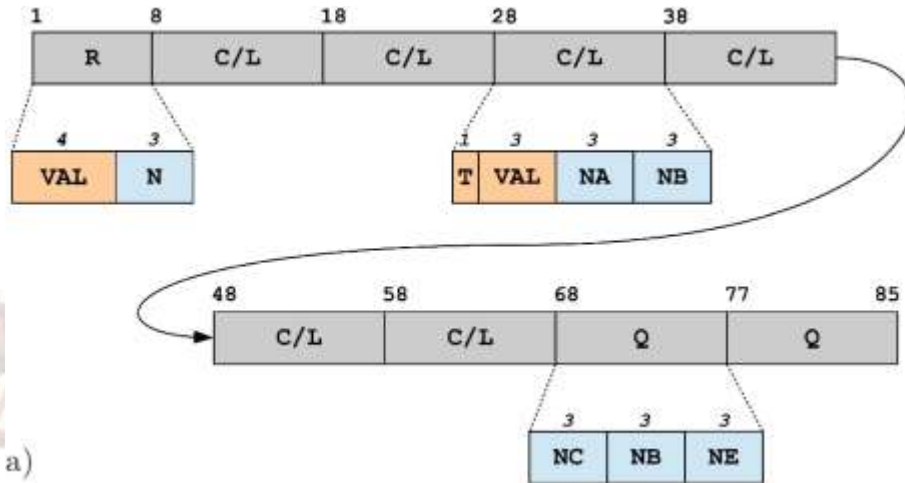 1 8 18 28 38
R C/L C/L C/L C/L
4 3 1 3 3 3
VAL N T VAL NA NB
48 58 68 77 85
C/L C/L Q Q
3 3 3
NC NB NE
a)